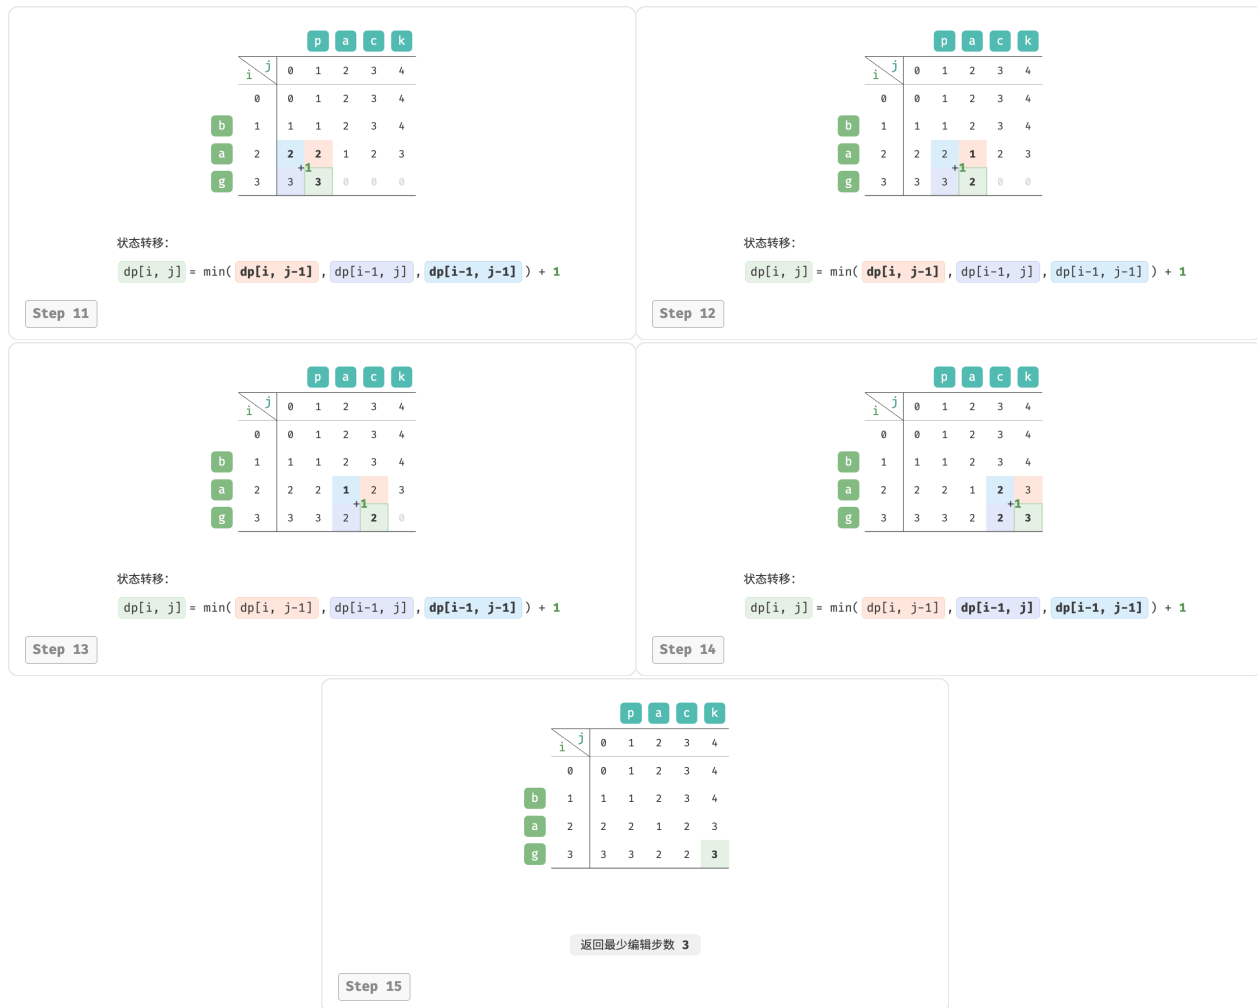 p a c k
j
i
0 1 2 3 4
0 0 1 2 3 4
b 1 1 1 2 3 4
a 2 2 2 1 2 3
+1
g 3 3 3 0 0 0
状态转移:
dp[i, j] = min( dp[i, j-1] , dp[i-1, j] , dp[i-1, j-1] ) + 1
Step 11
p a c k
j
i
0 1 2 3 4
0 0 1 2 3 4
b 1 1 1 2 3 4
a 2 2 2 1 2 3
+1
g 3 3 3 2 0 0
状态转移:
dp[i, j] = min( dp[i, j-1] , dp[i-1, j] , dp[i-1, j-1] ) + 1
Step 12
p a c k
j
i
0 1 2 3 4
0 0 1 2 3 4
b 1 1 1 2 3 4
a 2 2 2 1 2 3
+1
g 3 3 3 2 2 0
状态转移:
dp[i, j] = min( dp[i, j-1] , dp[i-1, j] , dp[i-1, j-1] ) + 1
Step 13
p a c k
j
i
0 1 2 3 4
0 0 1 2 3 4
b 1 1 1 2 3 4
a 2 2 2 1 2 3
+1
g 3 3 3 2 2 3
状态转移:
dp[i, j] = min( dp[i, j-1] , dp[i-1, j] , dp[i-1, j-1] ) + 1
Step 14
p a c k
j
i
0 1 2 3 4
0 0 1 2 3 4
b 1 1 1 2 3 4
a 2 2 2 1 2 3
g 3 3 3 2 2 3
返回最少编辑步数 3
Step 15